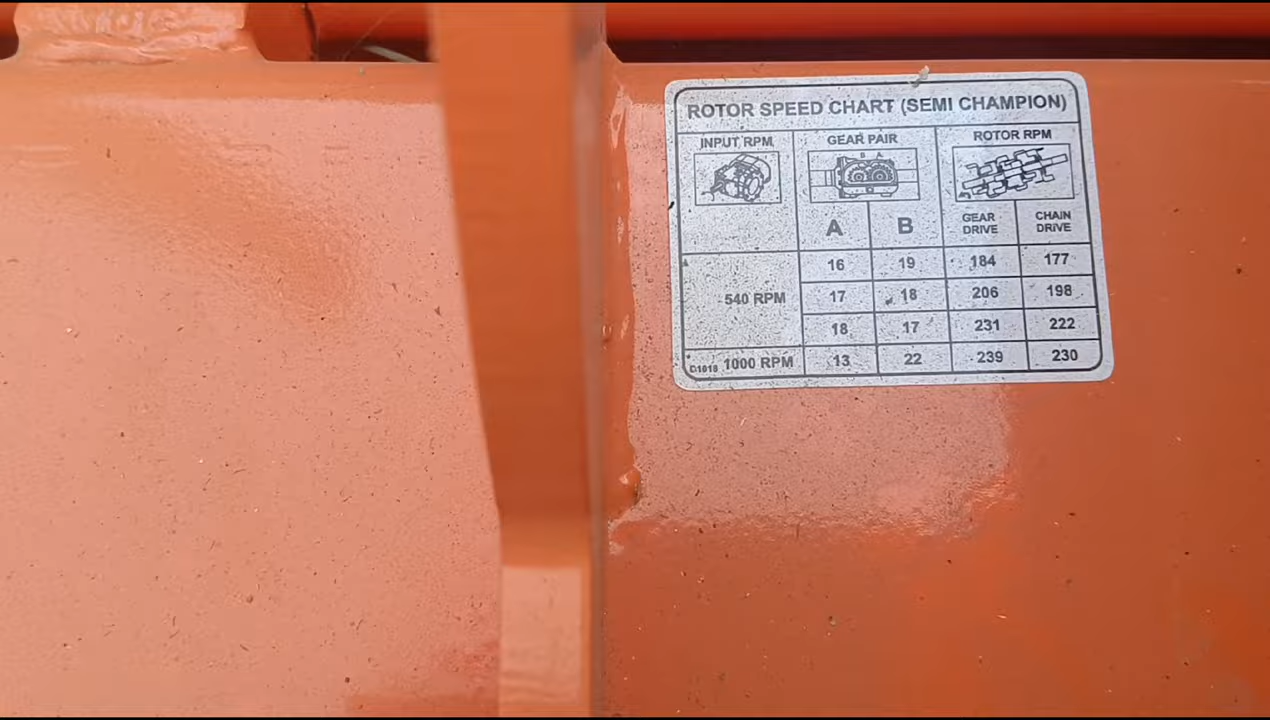 ROTOR SPEED CHART (SEMI CHAMPION)
INPUT RPM GEAR PAIR ROTOR RPM
B A
A B GEAR DRIVE CHAIN DRIVE
16 19 184 177
540 RPM 17 18 206 198
18 17 231 222
C1018 1000 RPM 13 22 239 230